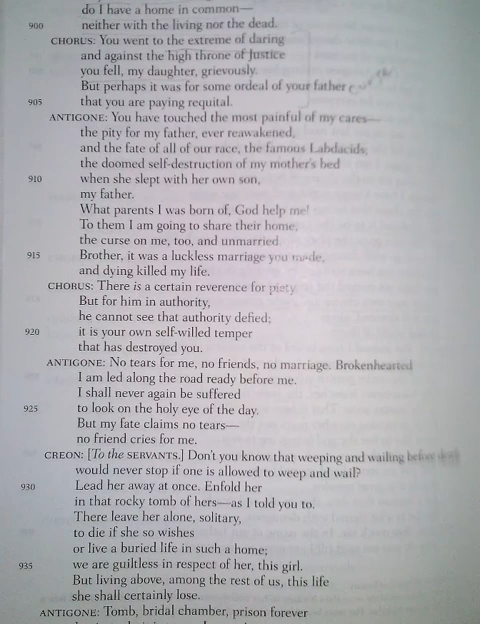 do I have a home in common—
900 neither with the living nor the dead.
CHORUS: You went to the extreme of daring
and against the high throne of Justice
you fell, my daughter, grievously.
But perhaps it was for some ordeal of your father
905 that you are paying requital.
ANTIGONE: You have touched the most painful of my cares—
the pity for my father, ever reawakened,
and the fate of all of our race, the famous Labdacids;
the doomed self-destruction of my mother's bed
910 when she slept with her own son,
my father.
What parents I was born of, God help me!
To them I am going to share their home,
the curse on me, too, and unmarried.
915 Brother, it was a luckless marriage you made,
and dying killed my life.
CHORUS: There is a certain reverence for piety.
But for him in authority,
he cannot see that authority defied;
920 it is your own self-willed temper
that has destroyed you.
ANTIGONE: No tears for me, no friends, no marriage. Brokenhearted
I am led along the road ready before me.
I shall never again be suffered
925 to look on the holy eye of the day.
But my fate claims no tears—
no friend cries for me.
CREON: [To the SERVANTS.] Don't you know that weeping and wailing before
would never stop if one is allowed to weep and wail?
930 Lead her away at once. Enfold her
in that rocky tomb of hers—as I told you to.
There leave her alone, solitary,
to die if she so wishes
or live a buried life in such a home;
935 we are guiltless in respect of her, this girl.
But living above, among the rest of us, this life
she shall certainly lose.
ANTIGONE: Tomb, bridal chamber, prison forever